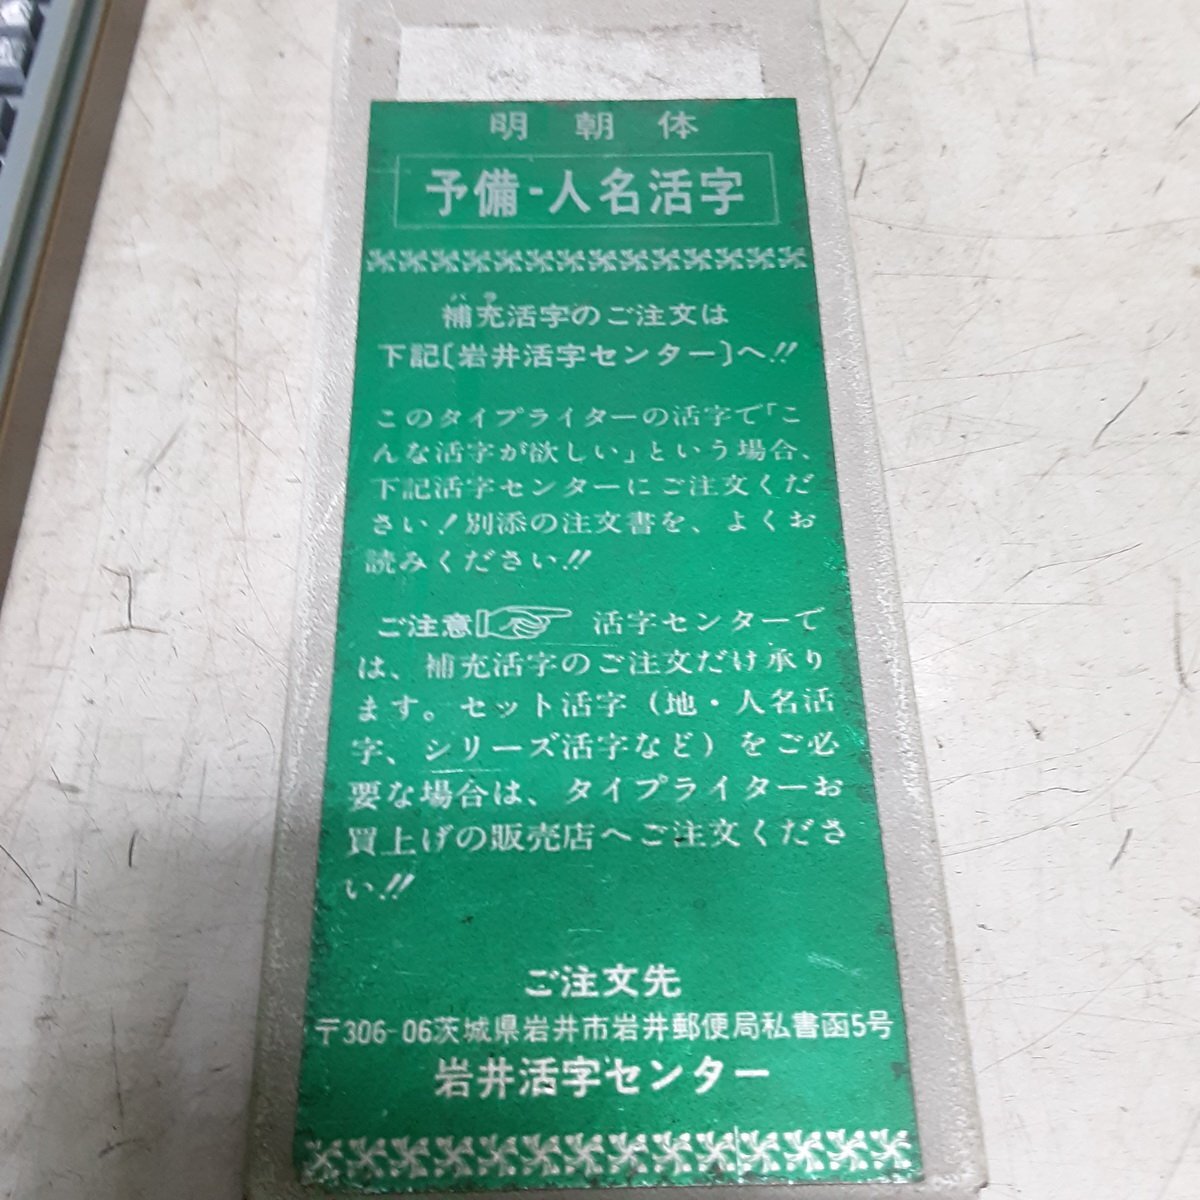 明朝体
予備-人名活字
バラ
補充活字のご注文は
下記〔岩井活字センター〕へ!!
このタイプライターの活字で「こ
んな活字が欲しい」という場合、
下記活字センターにご注文くだ
さい!別添の注文書を、よくお
読みください!!
ご注意 活字センターで
は、補充活字のご注文だけ承り
ます。セット活字(地・人名活
字、シリーズ活字など)をご必
要な場合は、タイプライターお
買上げの販売店へご注文くださ
い!!
ご注文先
〒306-06茨城県岩井市岩井郵便局私書函5号
岩井活字センター